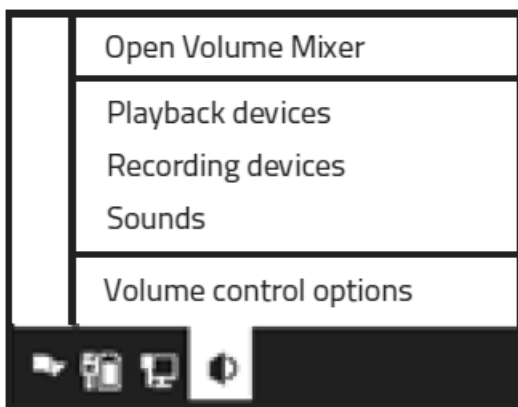 Open Volume Mixer
Playback devices
Recording devices
Sounds
Volume control options